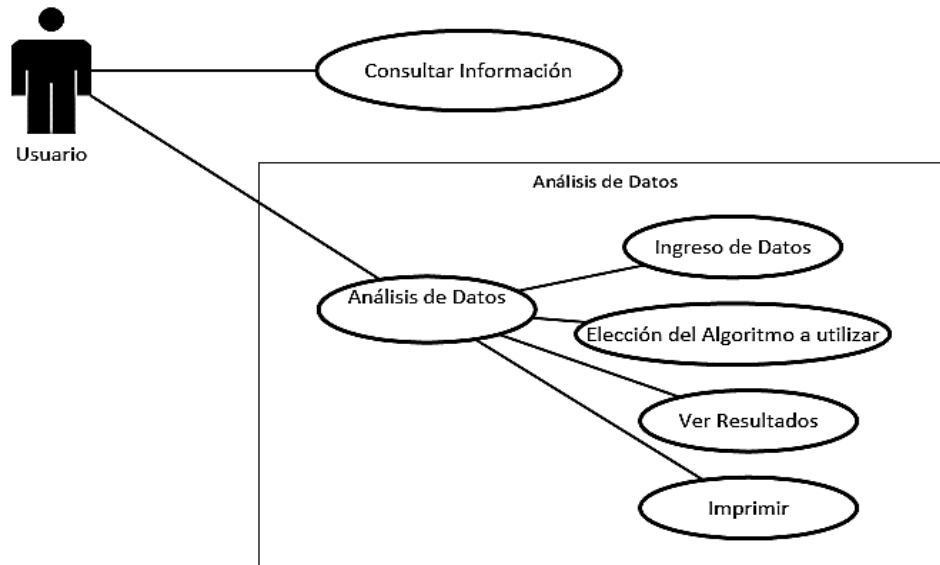 Consultar Información
Usuario
Análisis de Datos
Ingreso de Datos
Análisis de Datos
Elección del Algoritmo a utilizar
Ver Resultados
Imprimir